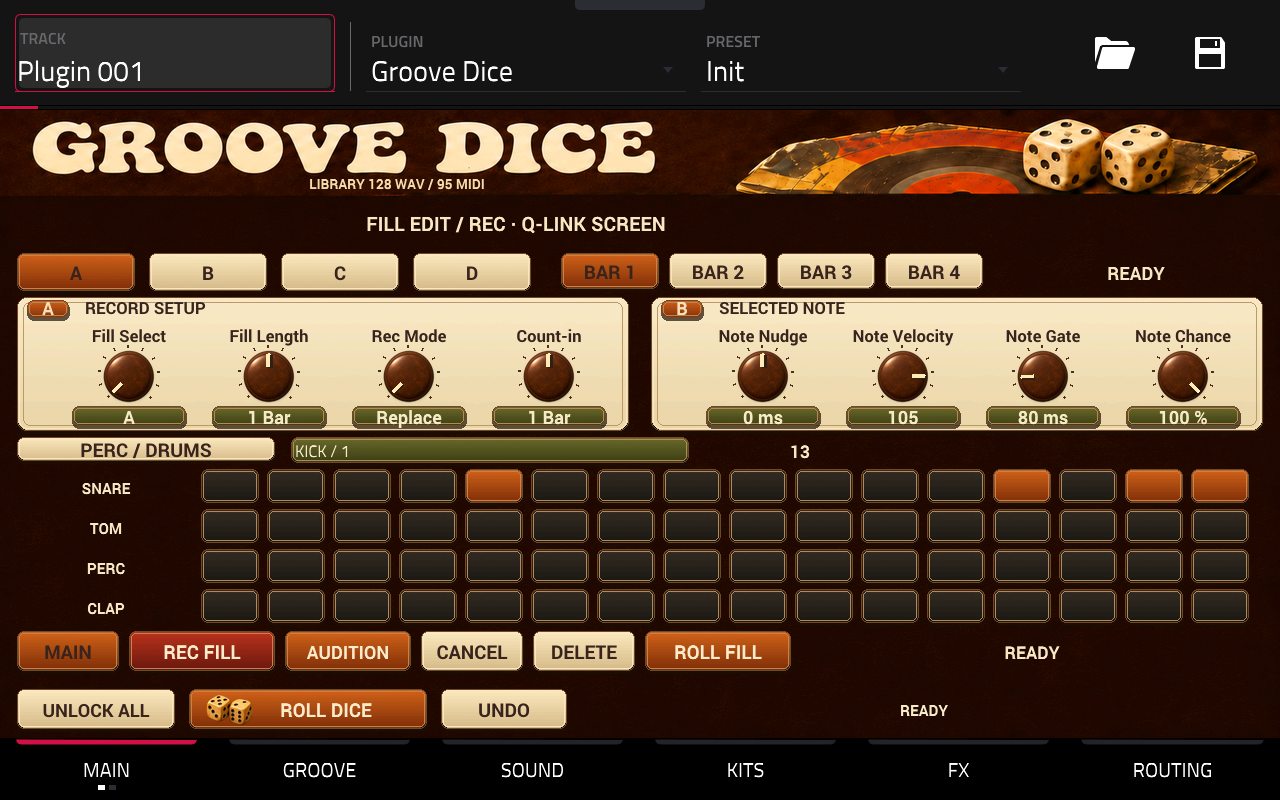 TRACK
Plugin 001
PLUGIN
Groove Dice
PRESET
Init
GROOVE DICE
LIBRARY 128 WAV / 95 MIDI
FILL EDIT / REC · Q-LINK SCREEN
A B C D BAR 1 BAR 2 BAR 3 BAR 4 READY
A RECORD SETUP
Fill Select Fill Length Rec Mode Count-in
A 1 Bar Replace 1 Bar
B SELECTED NOTE
Note Nudge Note Velocity Note Gate Note Chance
0 ms 105 80 ms 100 %
PERC / DRUMS KICK / 1 13
SNARE
TOM
PERC
CLAP
MAIN REC FILL AUDITION CANCEL DELETE ROLL FILL READY
UNLOCK ALL ROLL DICE UNDO READY
MAIN GROOVE SOUND KITS FX ROUTING